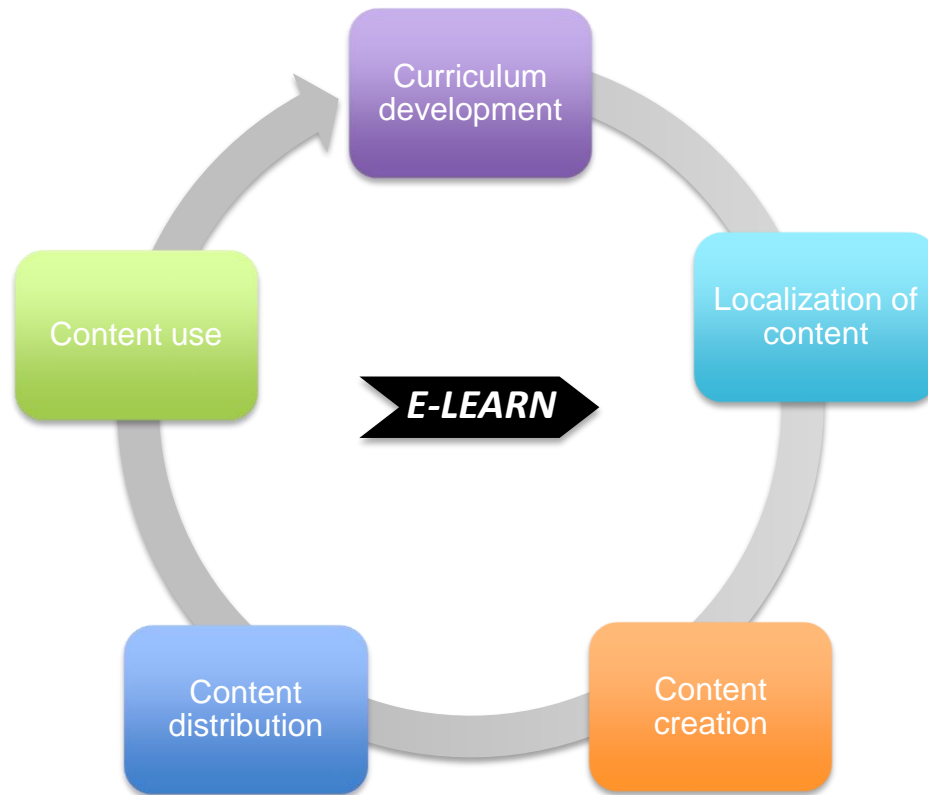 Curriculum
development
Localization of
content
Content
creation
Content
distribution
Content use
E-LEARN